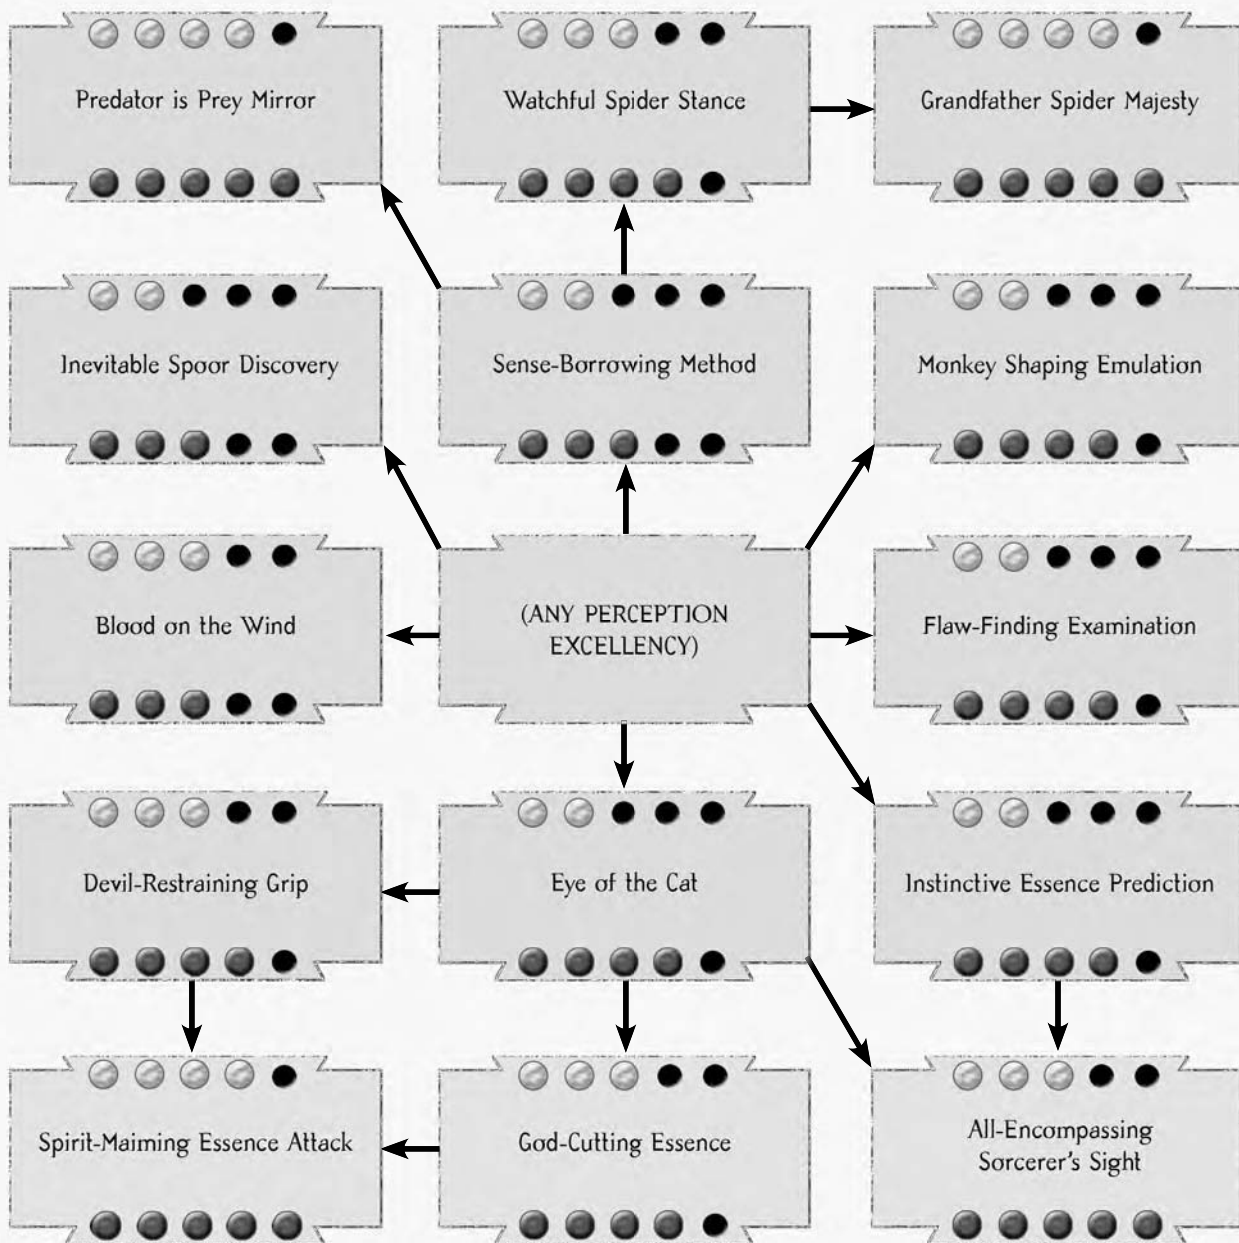 Predator is Prey Mirror
Watchful Spider Stance
Grandfather Spider Majesty
Inevitable Spoor Discovery
Sense-Borrowing Method
Monkey Shaping Emulation
Blood on the Wind
(ANY PERCEPTION
EXCELLENCY)
Flaw-Finding Examination
Devil-Restraining Grip
Eye of the Cat
Instinctive Essence Prediction
Spirit-Maiming Essence Attack
God-Cutting Essence
All-Encompassing
Sorcerer's Sight